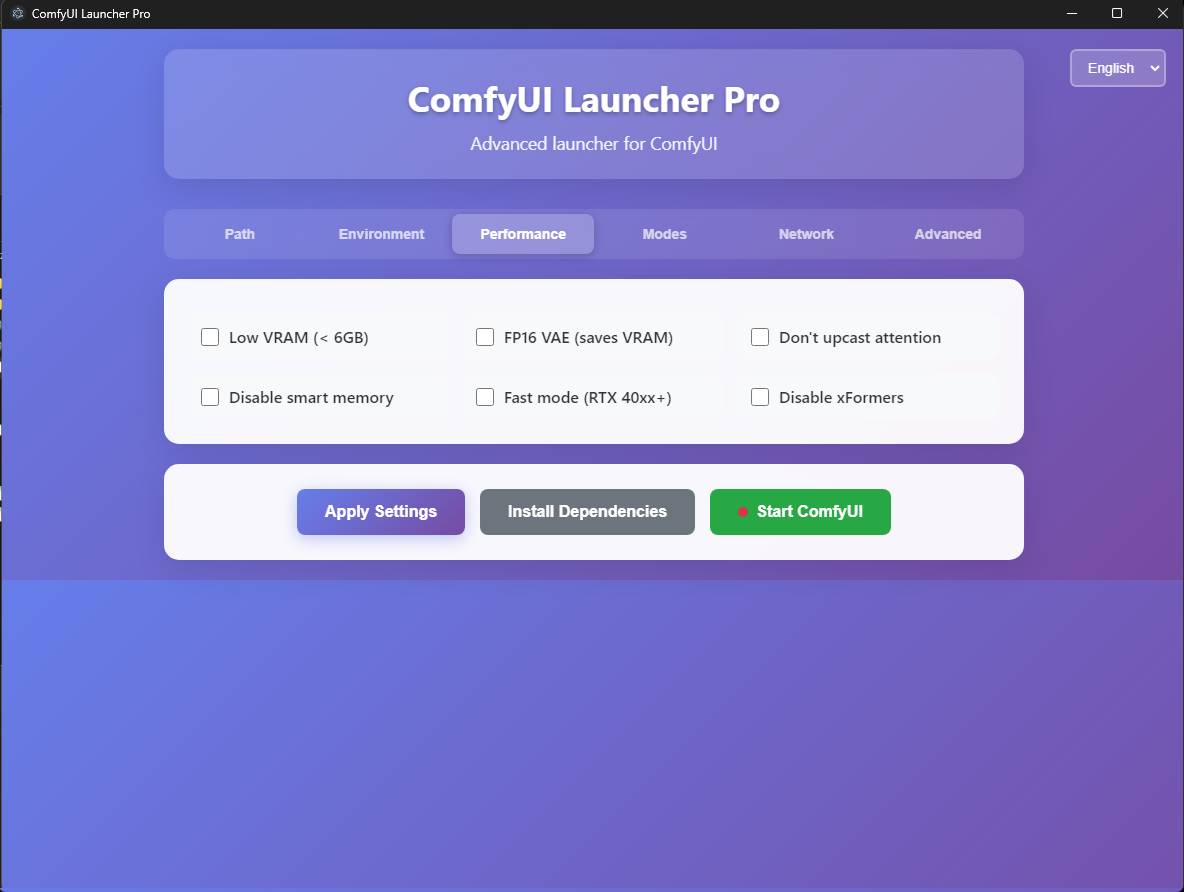 ComfyUI Launcher Pro
English
ComfyUI Launcher Pro
Advanced launcher for ComfyUI
Path Environment Performance Modes Network Advanced
Low VRAM (< 6GB) FP16 VAE (saves VRAM) Don't upcast attention
Disable smart memory Fast mode (RTX 40xx+) Disable xFormers
Apply Settings Install Dependencies Start ComfyUI